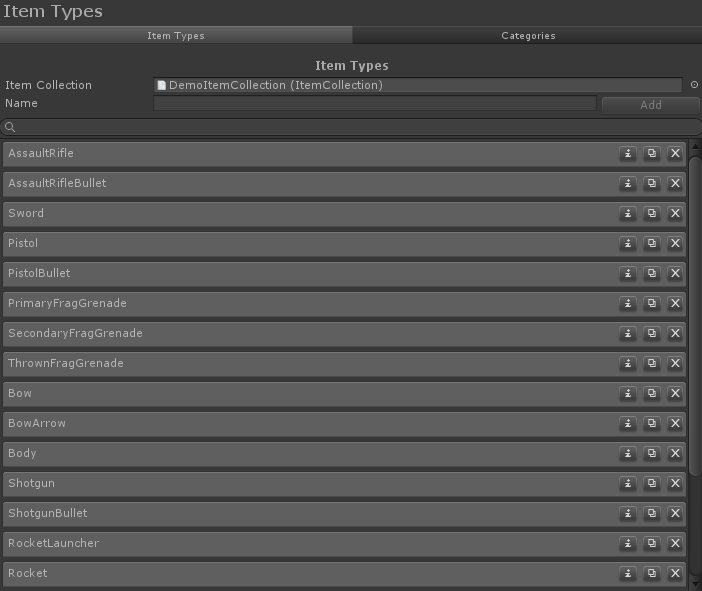 Item Types
Item Types Categories
Item Types
Item Collection DemoItemCollection (ItemCollection)
Name Add
AssaultRifle
AssaultRifleBullet
Sword
Pistol
PistolBullet
PrimaryFragGrenade
SecondaryFragGrenade
ThrownFragGrenade
Bow
BowArrow
Body
Shotgun
ShotgunBullet
RocketLauncher
Rocket